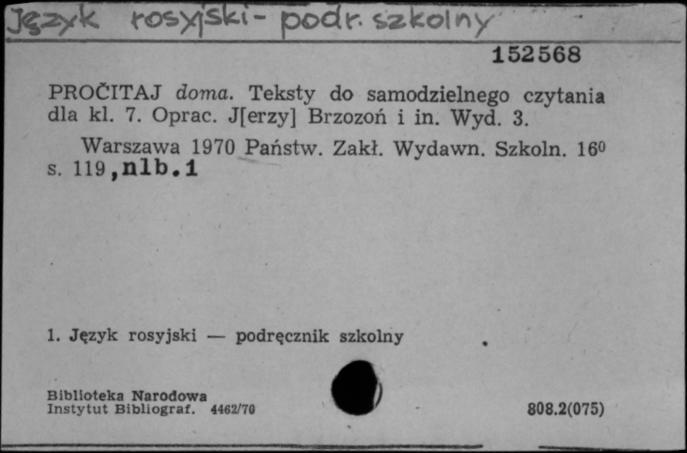 Język rosyjski - podr. szkolny
152568
PROČITAJ doma. Teksty do samodzielnego czytania
dla kl. 7. Oprac. J[erzy] Brzozoń i in. Wyd. 3.
Warszawa 1970 Państw. Zakł. Wydawn. Szkoln. 16⁰
s. 119, nlb. 1
1. Język rosyjski — podręcznik szkolny
Biblioteka Narodowa
Instytut Bibliograf. 4462/70
808.2(075)